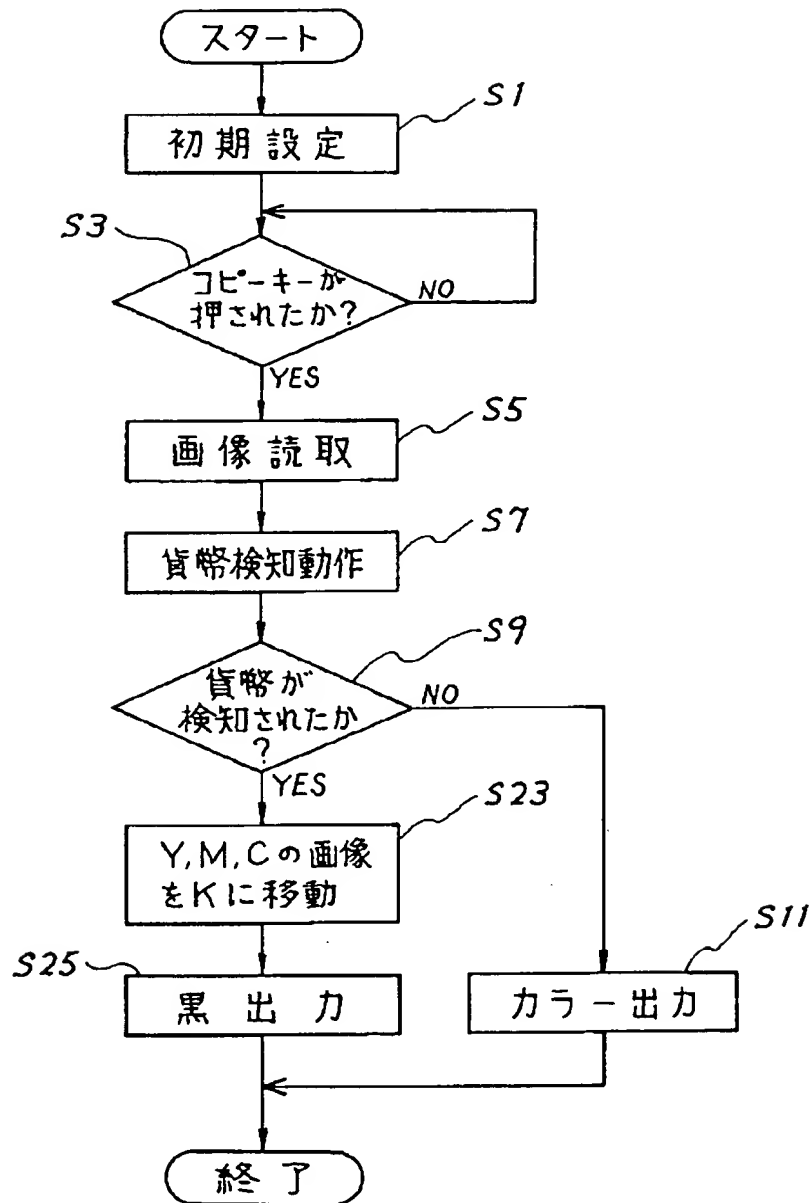 スタート
S1
初期設定
S3
コピーキーが
押されたか?
NO
YES
S5
画像読取
S7
貨幣検知動作
S9
貨幣が
検知されたか
?
NO
YES
S23
Y,M,Cの画像
をKに移動
S11
S25
黒出力
カラー出力
終了